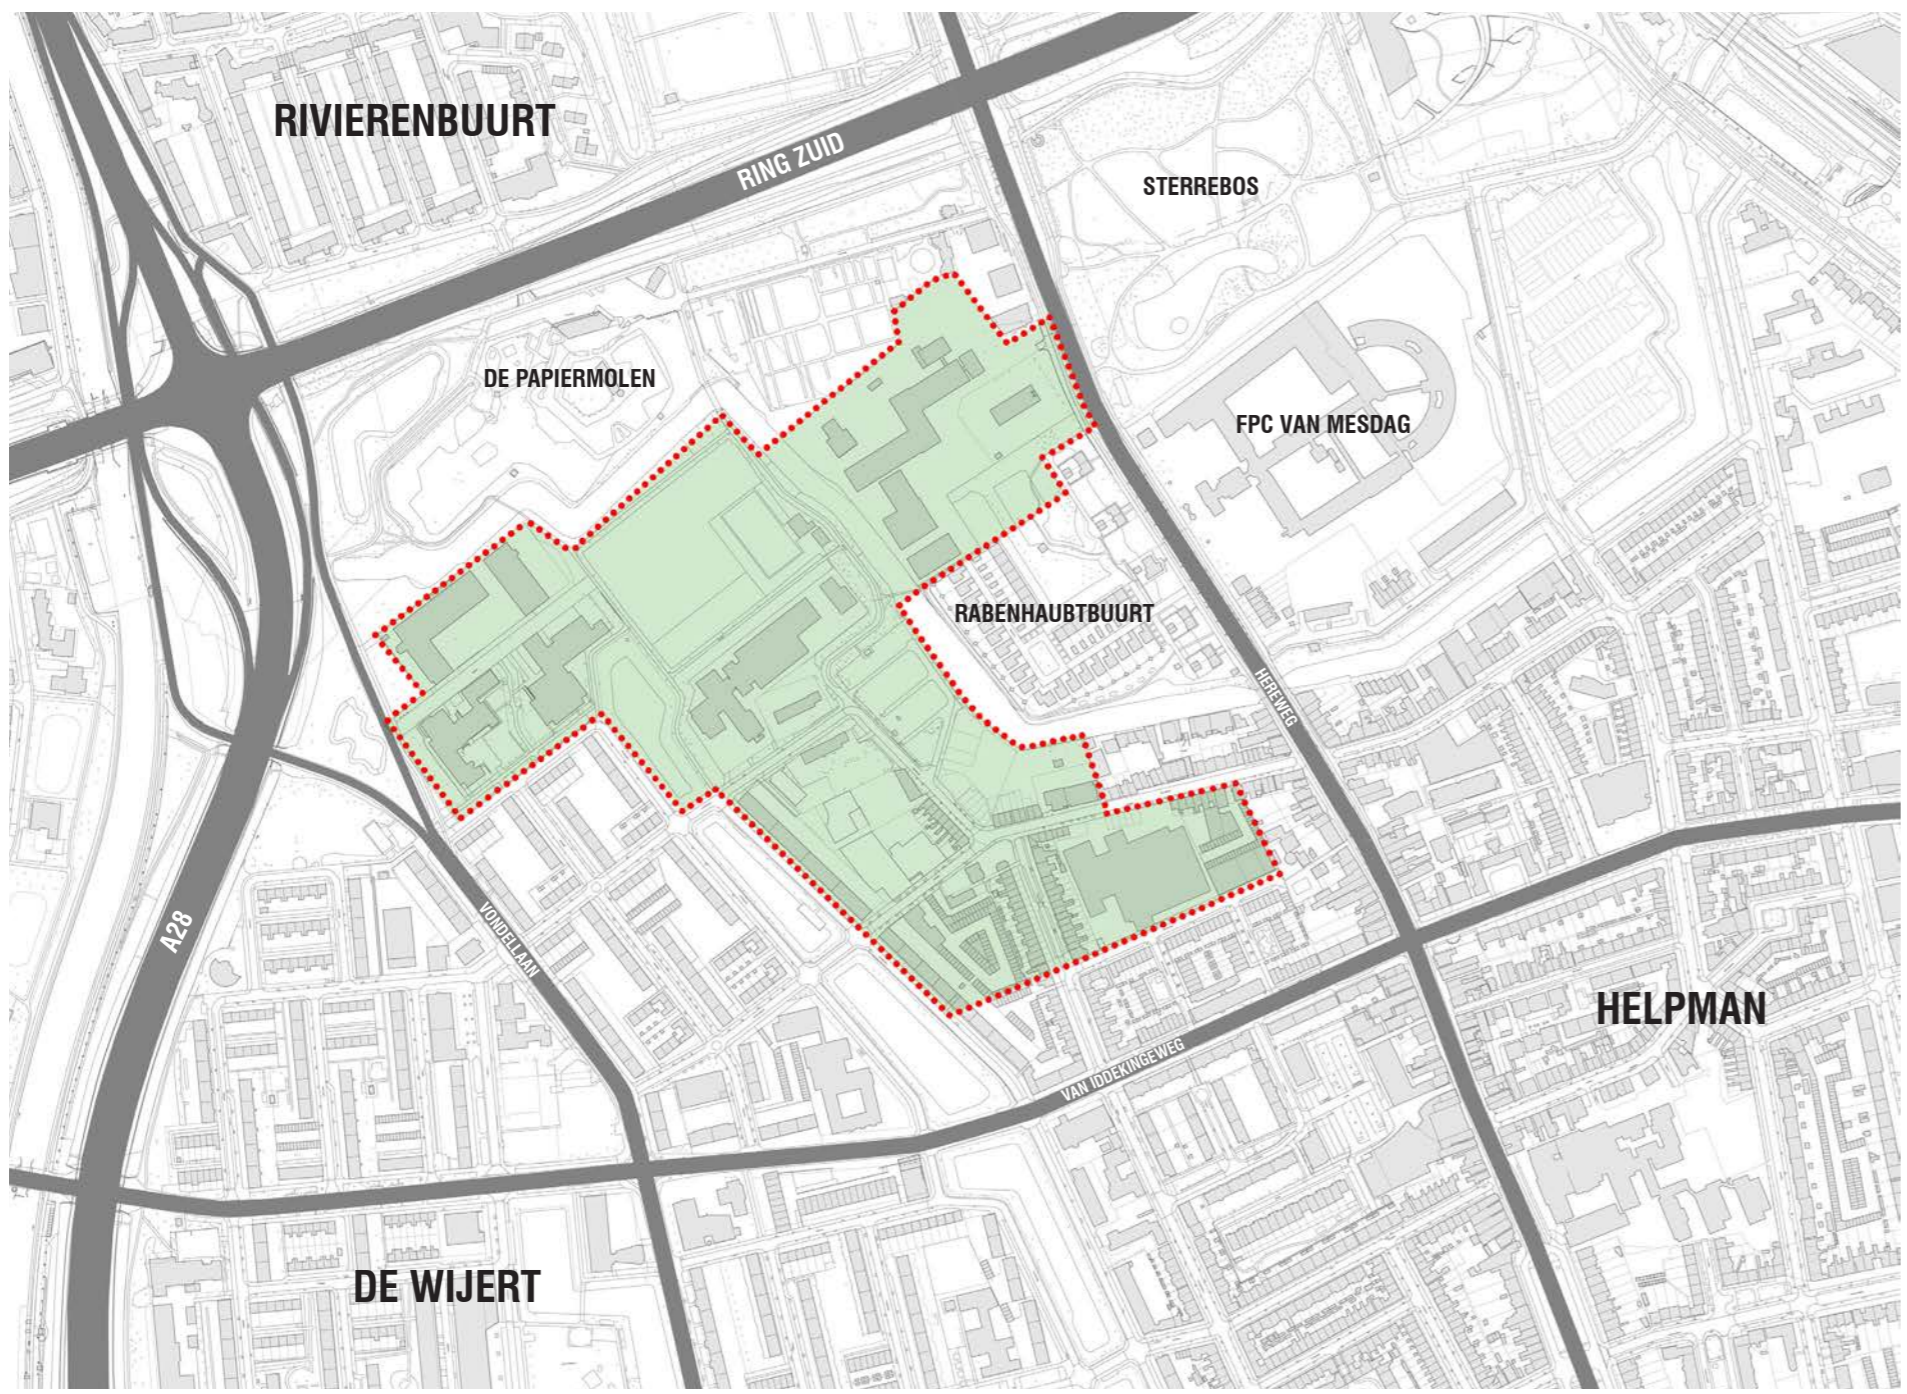 RIVIERENBUURT
RING ZUID
STERREBOS
DE PAPIERMOLEN
FPC VAN MESDAG
RABENHAUBTBUURT
HEREWEG
A28
VONDELLAAN
HELPMAN
VAN IDDEKINGEWEG
DE WIJERT